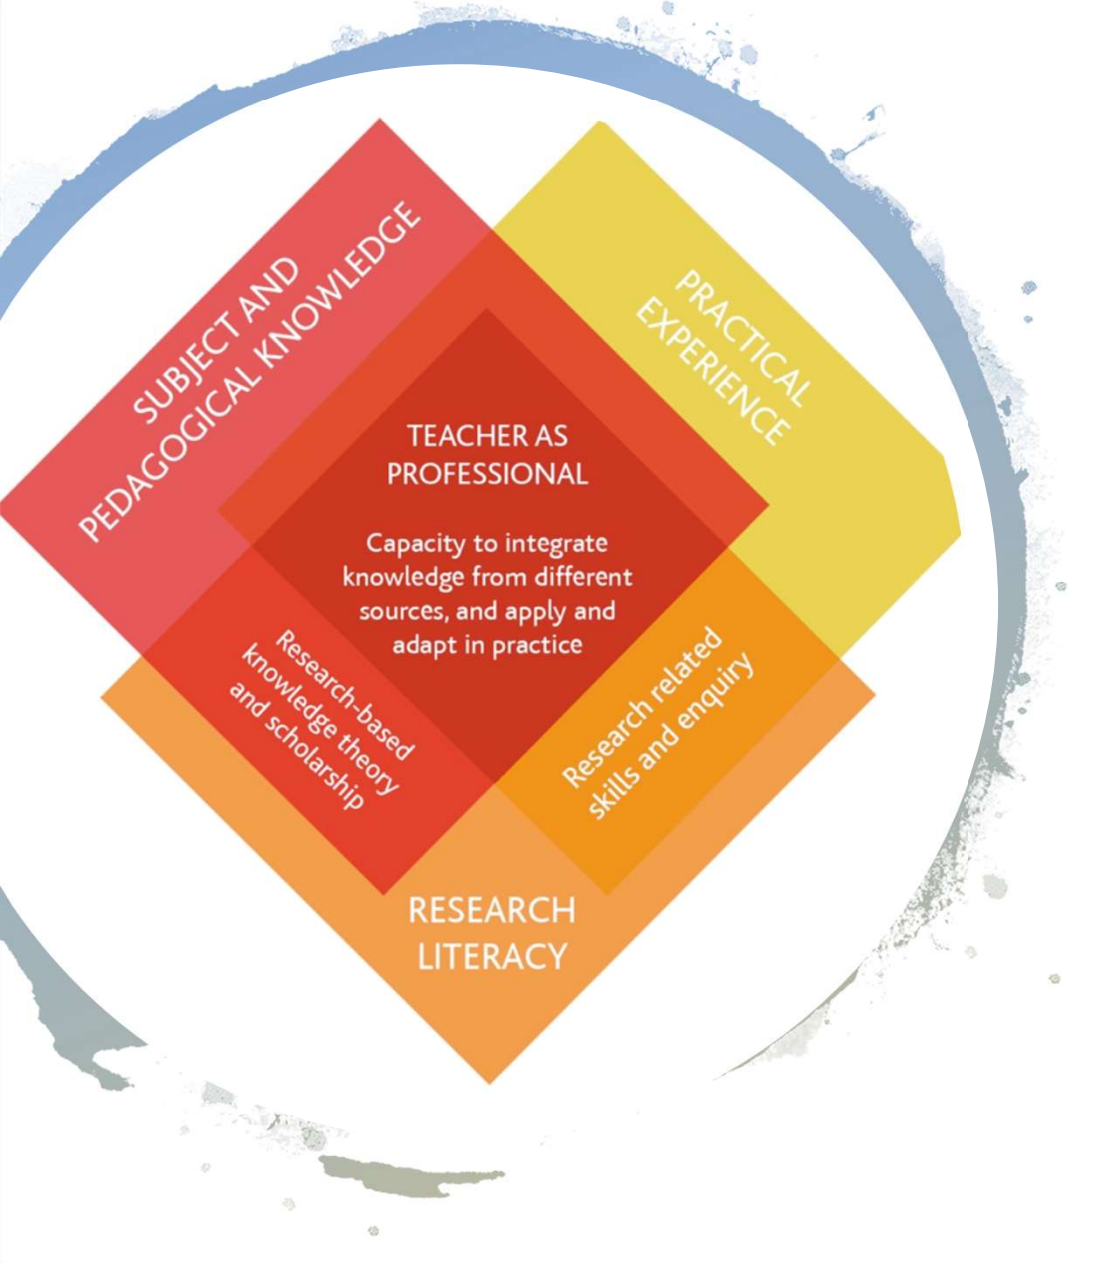 SUBJECT AND
PEDAGOGICAL KNOWLEDGE
PRACTICAL
EXPERIENCE
TEACHER AS
PROFESSIONAL
Capacity to integrate
knowledge from different
sources, and apply and
adapt in practice
Research-based
knowledge theory
and scholarship
Research related
skills and enquiry
RESEARCH
LITERACY